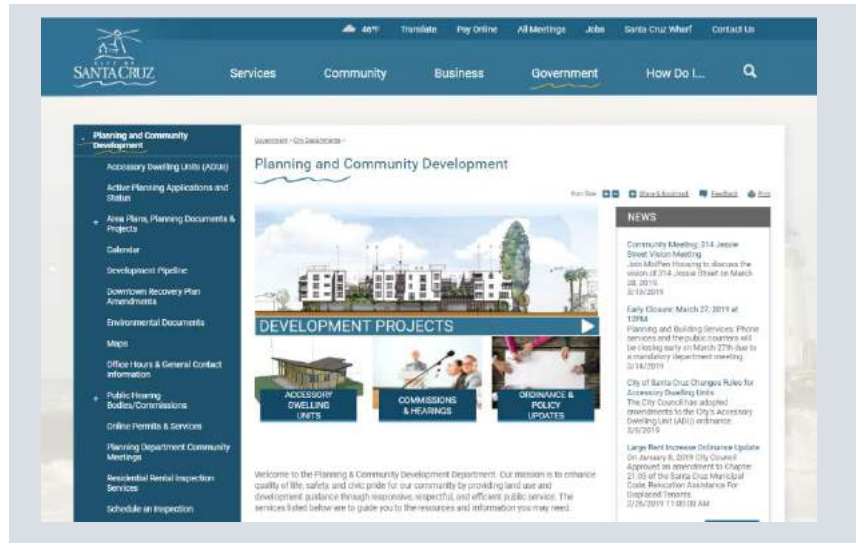 46°F Translate Pay Online All Meetings Jobs Santa Cruz Wharf Contact Us
CITY OF
SANTA CRUZ
Services Community Business Government How Do I...
- Planning and Community
Development
Accessory Dwelling Units (ADUs)
Active Planning Applications and
Status
+ Area Plans, Planning Documents &
Projects
Calendar
Development Pipeline
Downtown Recovery Plan
Amendments
Environmental Documents
Maps
Office Hours & General Contact
Information
+ Public Hearing
Bodies/Commissions
Online Permits & Services
Planning Department Community
Meetings
Residential Rental Inspection
Services
Schedule an Inspection
Government › City Departments ›
Planning and Community Development
Font Size: + - Share & Bookmark Feedback Print
DEVELOPMENT PROJECTS
ACCESSORY
DWELLING
UNITS
COMMISSIONS
& HEARINGS
ORDINANCE &
POLICY
UPDATES
Welcome to the Planning & Community Development Department. Our mission is to enhance
quality of life, safety, and civic pride for our community by providing land use and
development guidance through responsive, respectful, and efficient public service. The
services listed below are to guide you to the resources and information you may need.
NEWS
Community Meeting: 314 Jessie
Street Vision Meeting
Join MidPen Housing to discuss the
vision of 314 Jessie Street on March
28, 2019.
3/19/2019
Early Closure: March 27, 2019 at
12PM
Planning and Building Services: Phone
services and the public counters will
be closing early on March 27th due to
a mandatory department meeting.
3/14/2019
City of Santa Cruz Changes Rules for
Accessory Dwelling Units
The City Council has adopted
amendments to the City's Accessory
Dwelling Unit (ADU) ordinance.
3/5/2019
Large Rent Increase Ordinance Update
On January 8, 2019 City Council
Approved an amendment to Chapter
21.03 of the Santa Cruz Municipal
Code, Relocation Assistance For
Displaced Tenants.
2/26/2019 11:00:00 AM